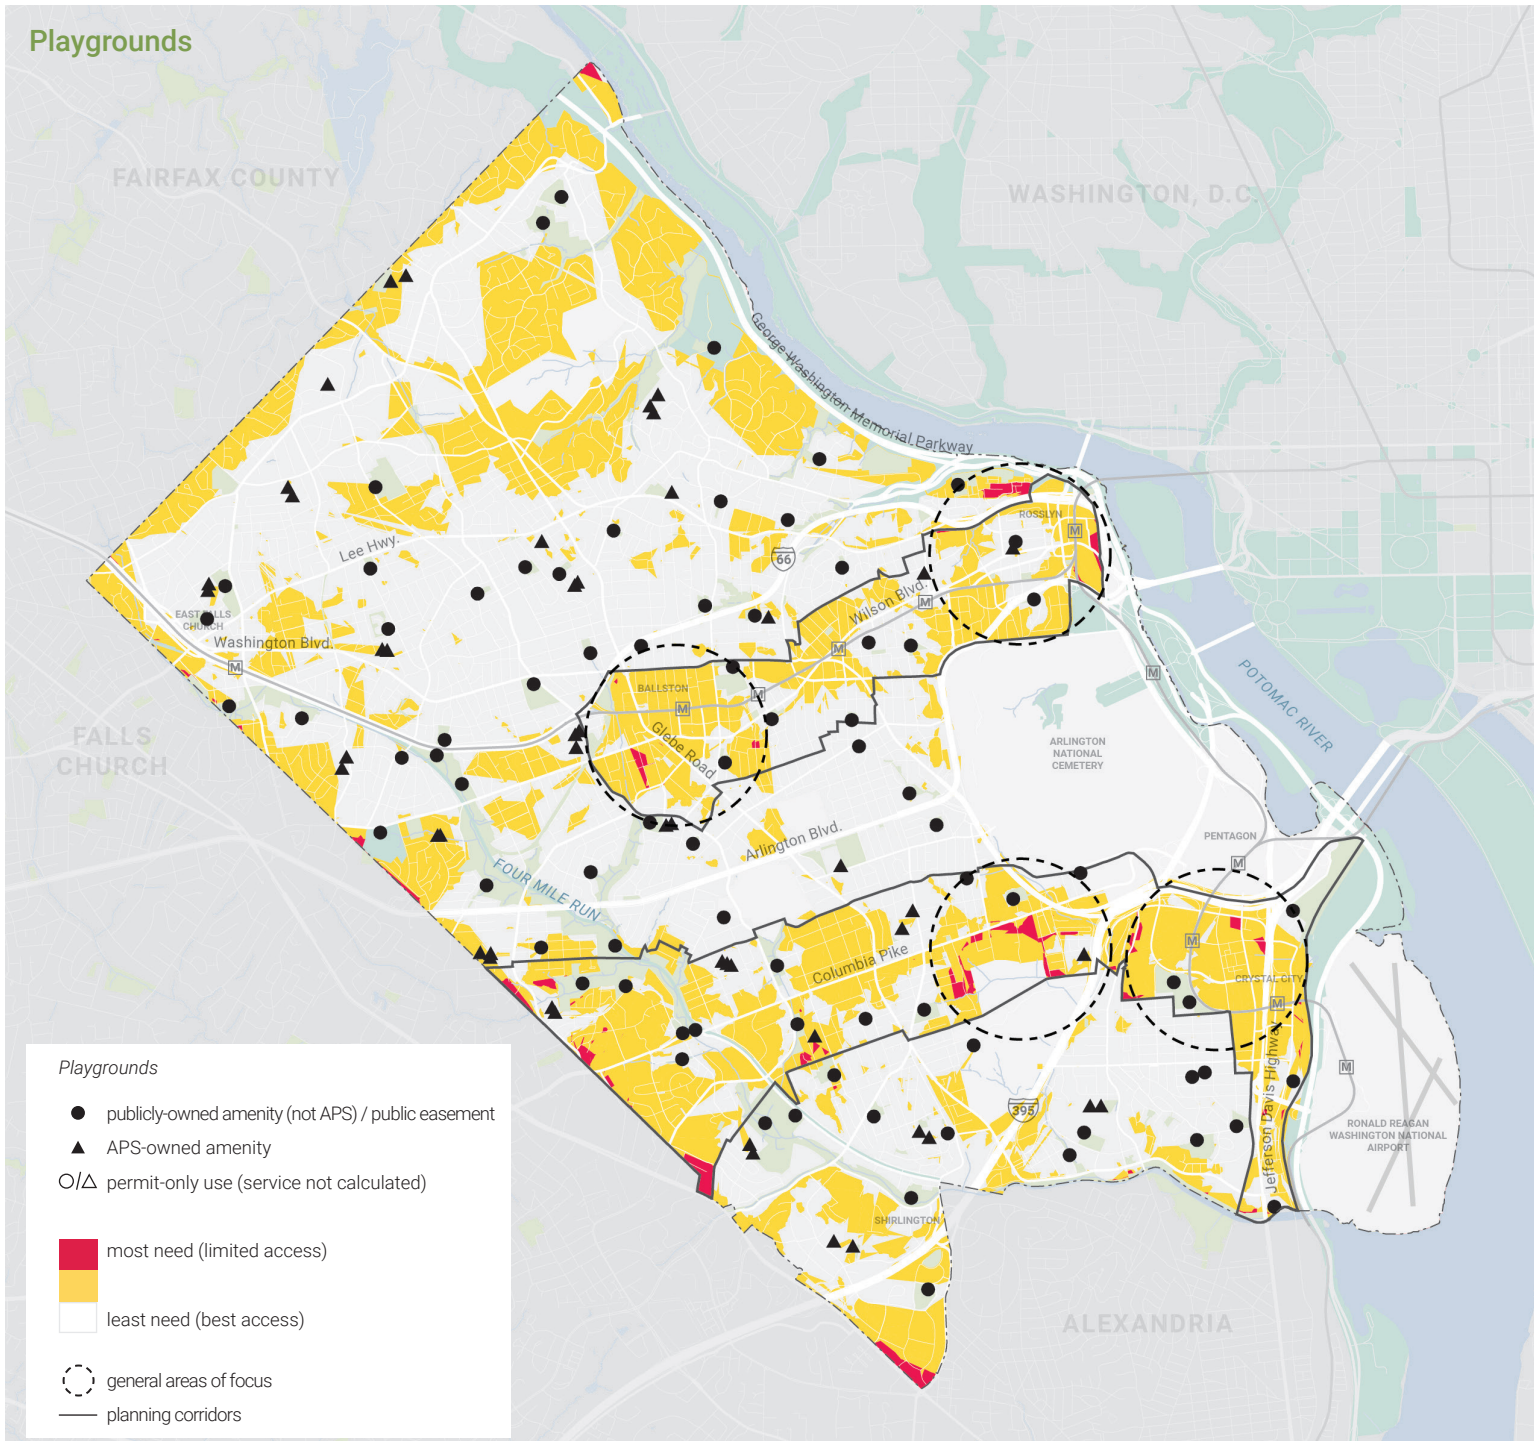 Playgrounds
FAIRFAX COUNTY
WASHINGTON, D.C.
George Washington Memorial Parkway
ROSSLYN
M
Lee Hwy.
66
Wilson Blvd.
M
EAST FALLS
CHURCH
Washington Blvd.
M
M
BALLSTON
M
M
Glebe Road
M
POTOMAC RIVER
FALLS
CHURCH
ARLINGTON
NATIONAL
CEMETERY
Arlington Blvd.
PENTAGON
M
FOUR MILE RUN
Columbia Pike
M
CRYSTAL CITY
M
Jefferson Davis Highway
M
395
RONALD REAGAN
WASHINGTON NATIONAL
AIRPORT
SHIRLINGTON
ALEXANDRIA
Playgrounds
publicly-owned amenity (not APS) / public easement
APS-owned amenity
permit-only use (service not calculated)
most need (limited access)
least need (best access)
general areas of focus
planning corridors